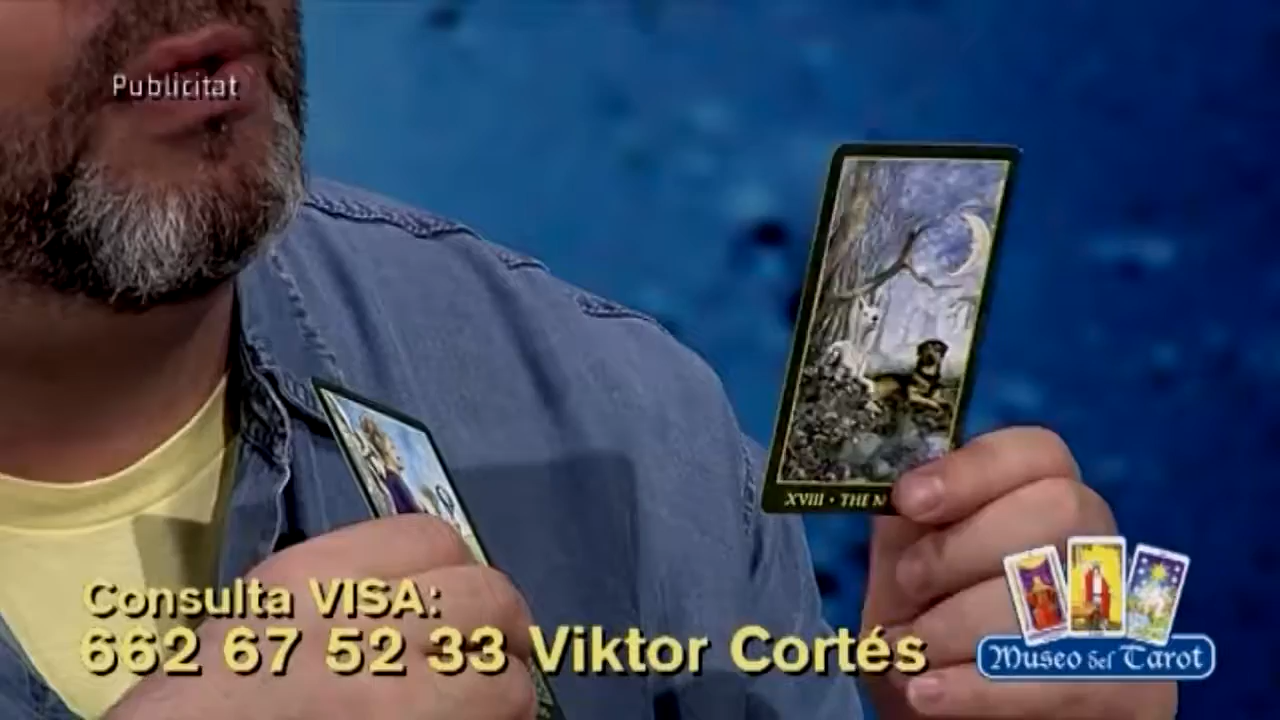 Publicitat
XVIII • THE M
Consulta VISA:
662 67 52 33 Viktor Cortés
Museo del Tarot